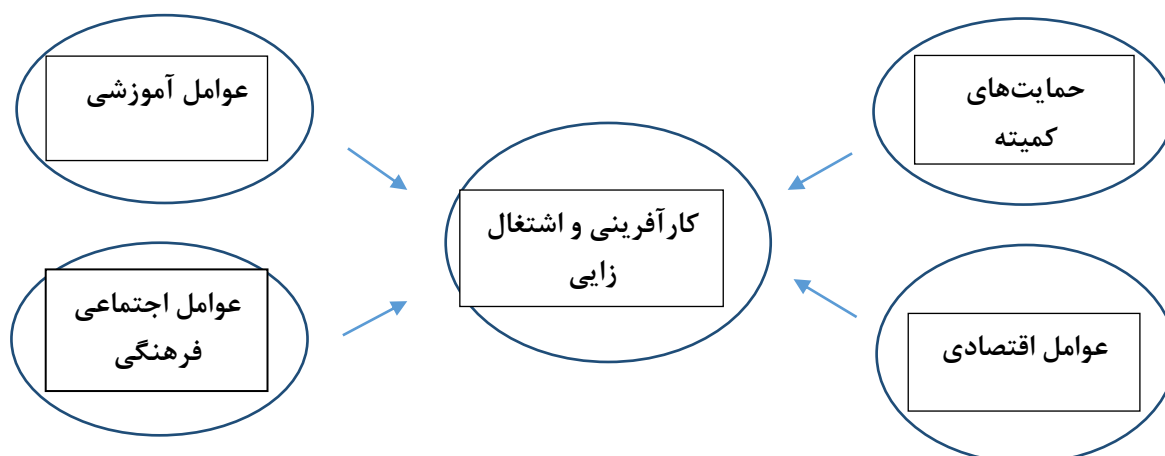 حمایت‌های
کمیته
عوامل آموزشی
کارآفرینی و اشتغال
زایی
عوامل اجتماعی
فرهنگی
عوامل اقتصادی